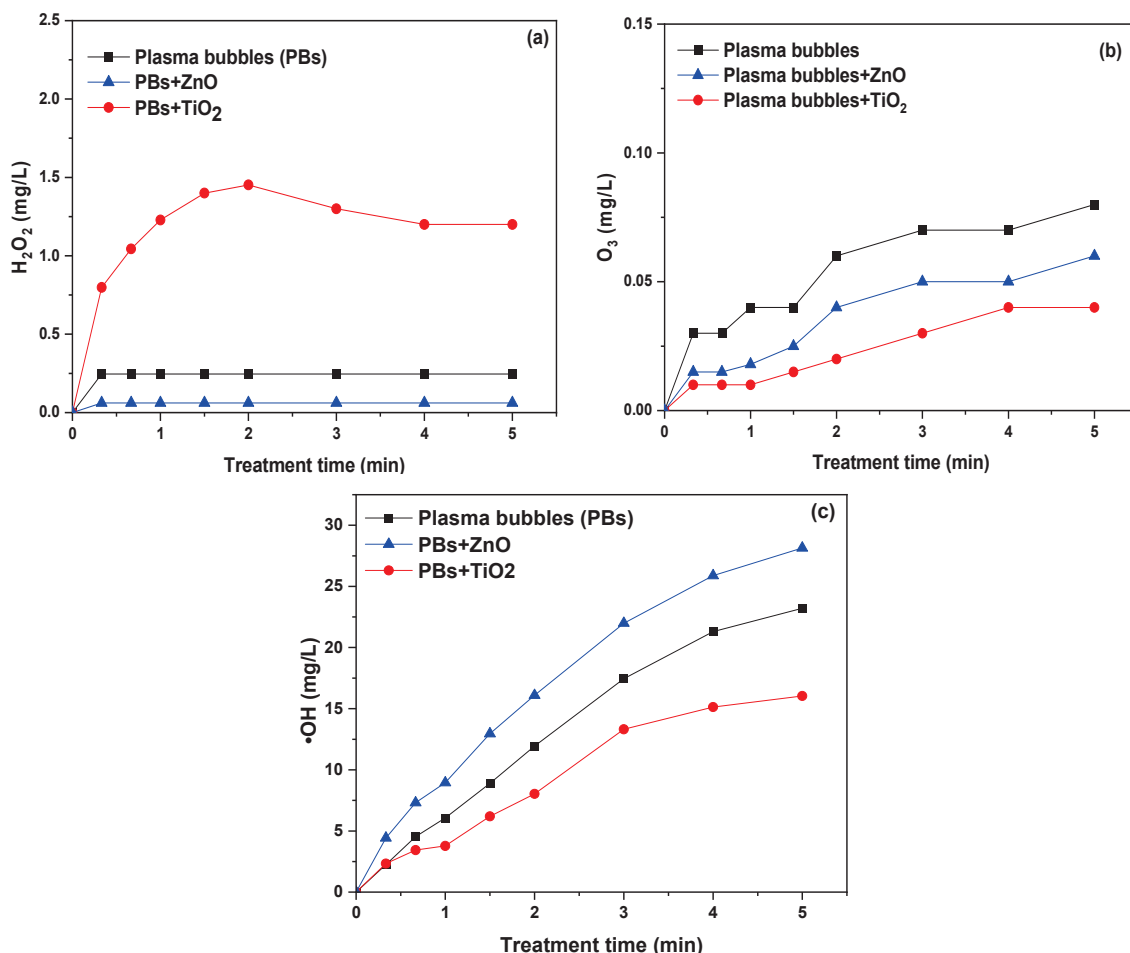 (a)
Plasma bubbles (PBs)
PBs+ZnO
PBs+TiO₂
H₂O₂ (mg/L)
2.5
2.0
1.5
1.0
0.5
0.0
0 1 2 3 4 5
Treatment time (min)
(b)
Plasma bubbles
Plasma bubbles+ZnO
Plasma bubbles+TiO₂
O₃ (mg/L)
0.15
0.10
0.05
0.00
0 1 2 3 4 5
Treatment time (min)
(c)
Plasma bubbles (PBs)
PBs+ZnO
PBs+TiO2
•OH (mg/L)
30
25
20
15
10
5
0
0 1 2 3 4 5
Treatment time (min)